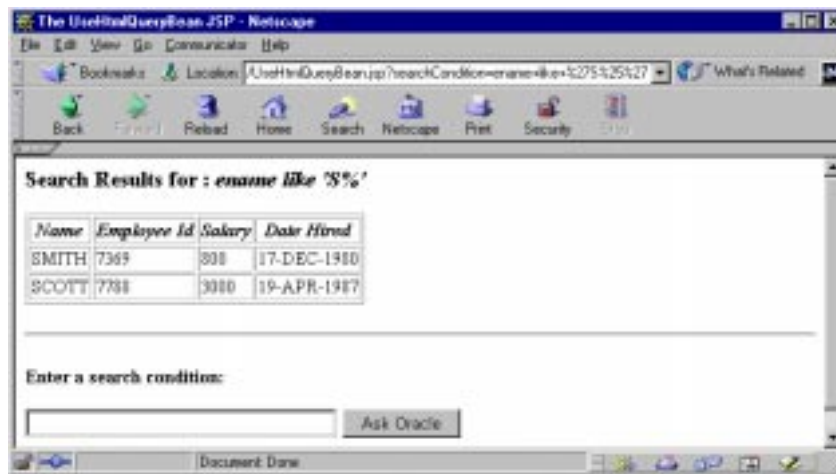 The UseHtmlQueryBean JSP - Netscape
File Edit View Go Communicator Help
Bookmarks Location: /UseHtmlQueryBean.jsp?searchCondition=ename+like+%27S%25%27 What's Related
Back Forward Reload Home Search Netscape Print Security Stop
Search Results for : ename like 'S%'
Name Employee Id Salary Date Hired
SMITH 7369 800 17-DEC-1980
SCOTT 7788 3000 19-APR-1987
Enter a search condition:
Ask Oracle
Document: Done